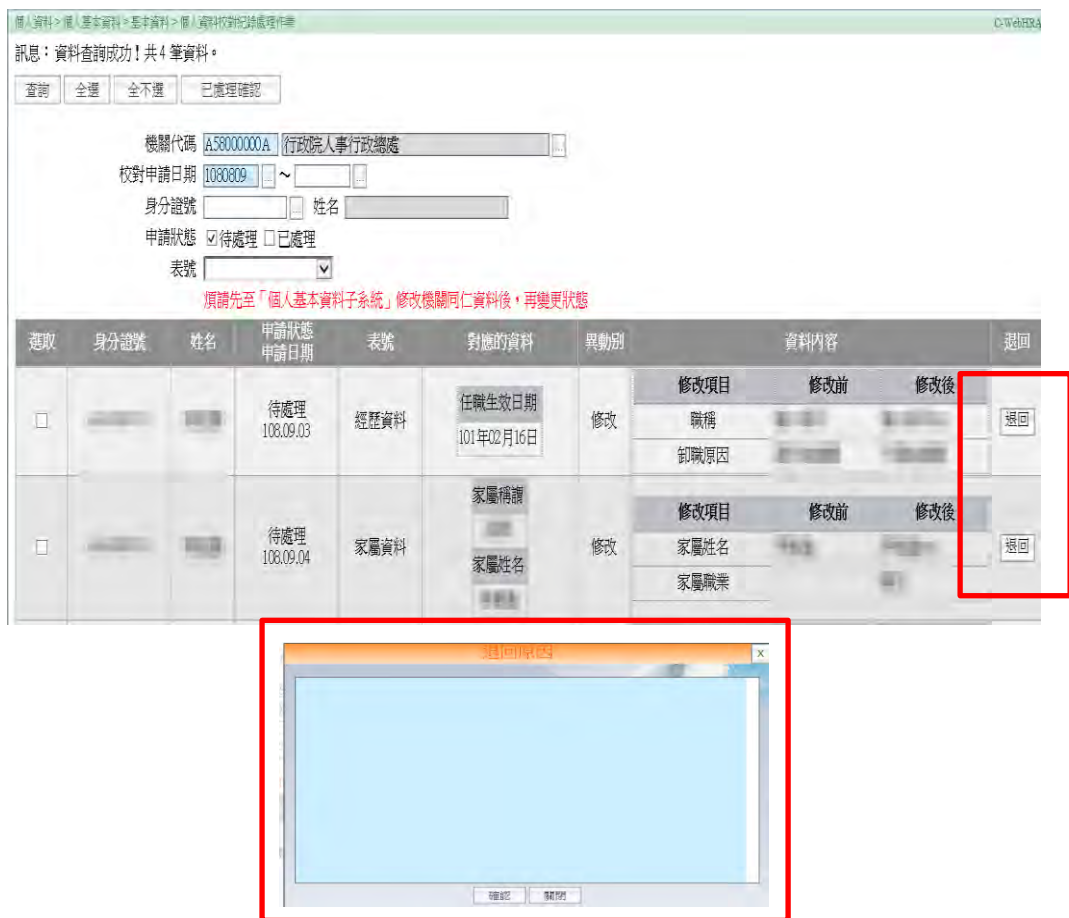 個人資料>個人基本資料>基本資料>個人資料校對紀錄處理作業 C-WebHRA
訊息：資料查詢成功！共4筆資料。
查詢 全選 全不選 已處理確認
機關代碼 A58000000A 行政院人事行政總處 ...
校對申請日期 1080809 ... ~ ...
身分證號 ... 姓名
申請狀態 ☑待處理 □已處理
表號
煩請先至「個人基本資料子系統」修改機關同仁資料後，再變更狀態
選取 身分證號 姓名 申請狀態 申請日期 表號 對應的資料 異動別 資料內容 退回
待處理 108.09.03 經歷資料 任職生效日期 101年02月16日 修改 修改項目 修改前 修改後 退回
職稱
卸職原因
待處理 108.09.04 家屬資料 家屬稱謂 家屬姓名 修改 修改項目 修改前 修改後 退回
家屬姓名
家屬職業
退回原因 x
確認 關閉